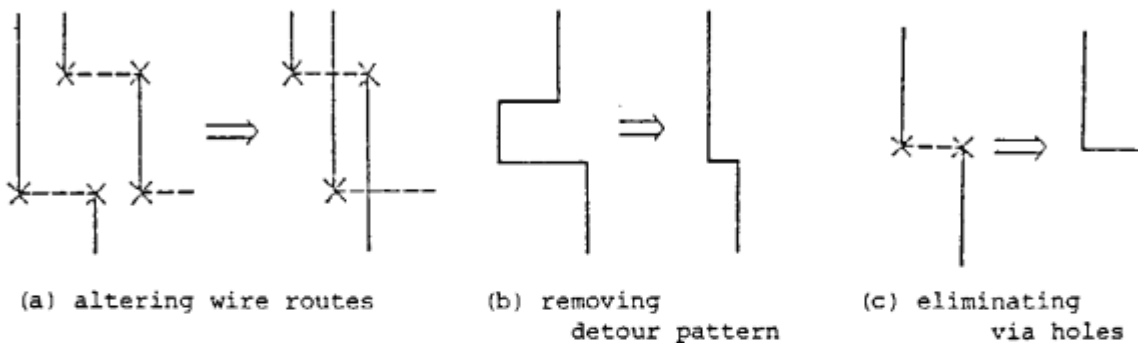 (a) altering wire routes
(b) removing
detour pattern
(c) eliminating
via holes